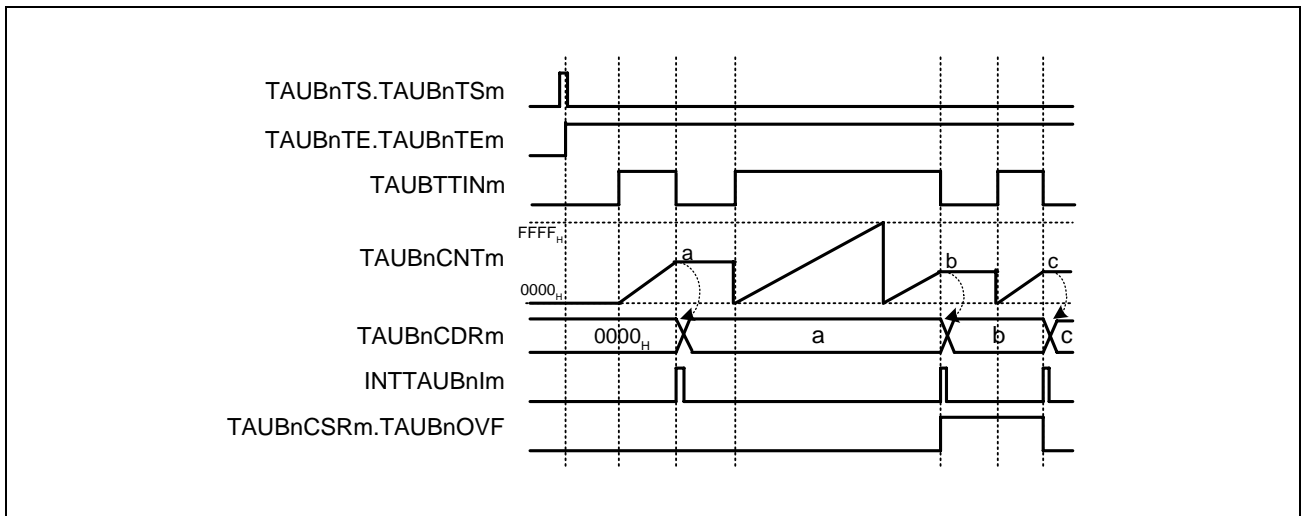 TAUBnTS.TAUBnTSm
TAUBnTE.TAUBnTEm
TAUBTTINm
FFFFH
TAUBnCNTm
a
b
c
0000H
TAUBnCDRm
0000H
a
b
c
INTTAUBnIm
TAUBnCSRm.TAUBnOVF